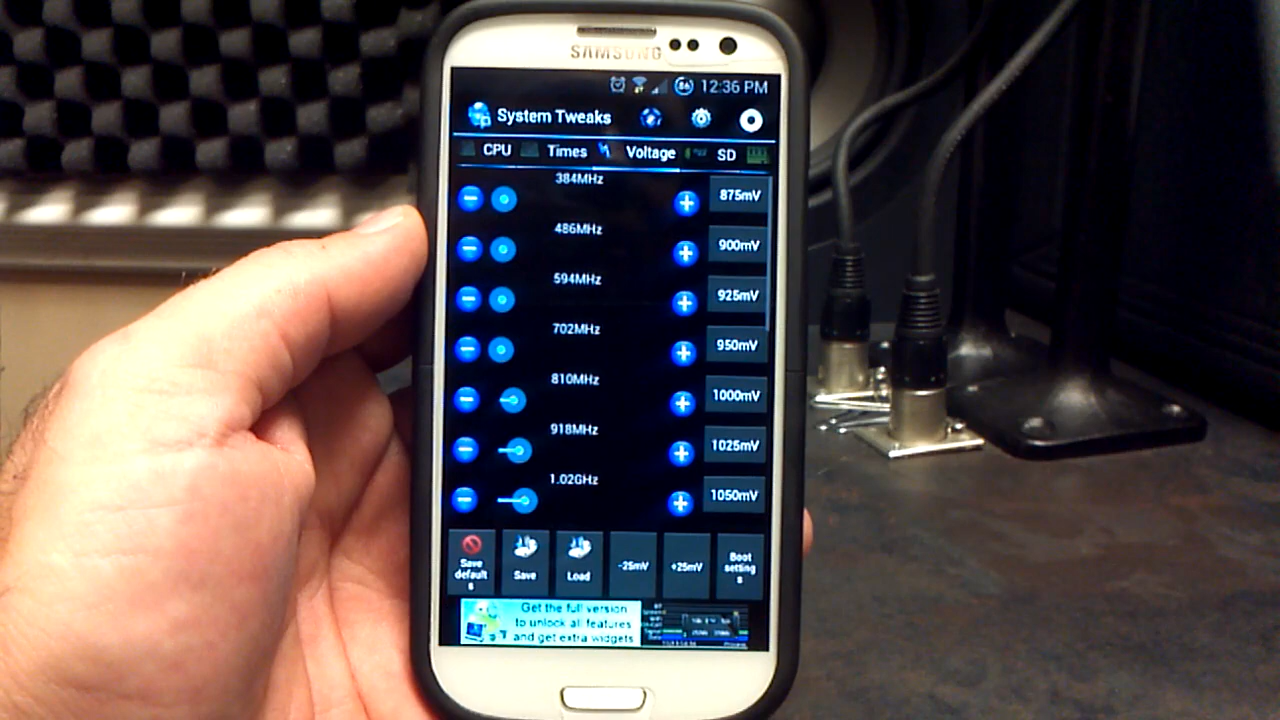 SAMSUNG
86 12:36 PM
System Tweaks
CPU Times Voltage SD
384MHz
875mV
486MHz
900mV
594MHz
925mV
702MHz
950mV
810MHz
1000mV
918MHz
1025mV
1.02GHz
1050mV
Save
default
s
Save
Load
-25mV
+25mV
Boot
setting
s
Get the full version
to unlock all features
and get extra widgets